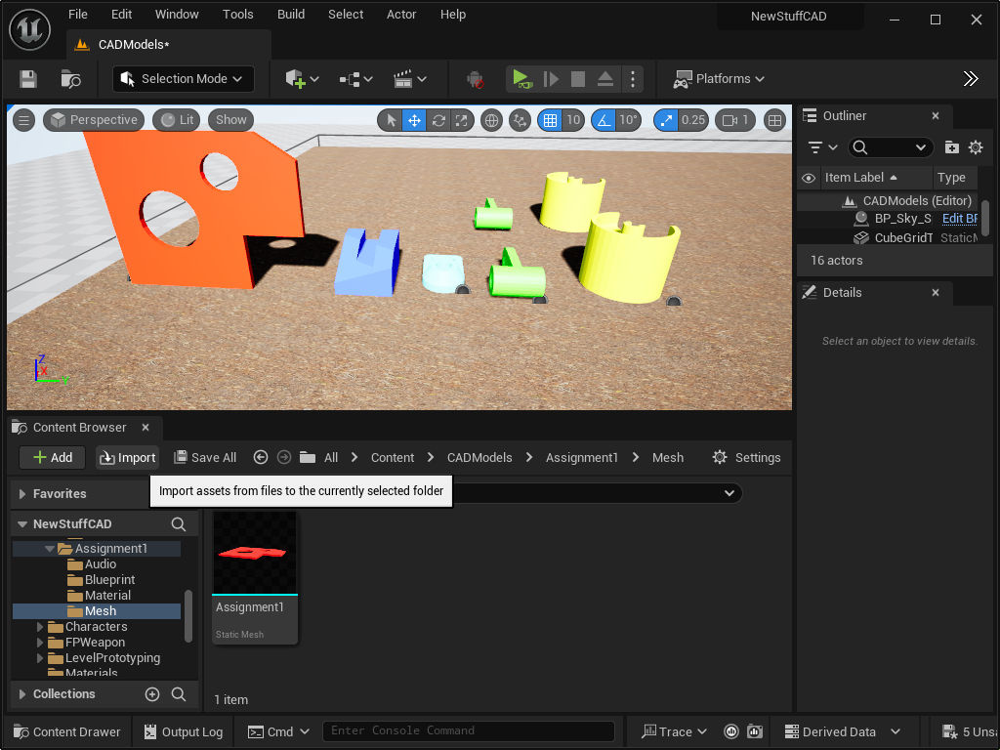 File Edit Window Tools Build Select Actor Help
NewStuffCAD
CADModels*
Selection Mode
Platforms
Perspective Lit Show
10 10° 0.25 1
Z
X
Outliner
Item Label Type
CADModels (Editor)
BP_Sky_S Edit BP
CubeGridT StaticM
16 actors
Details
Select an object to view details.
Content Browser
Add Import Save All All Content CADModels Assignment1 Mesh Settings
Import assets from files to the currently selected folder
Favorites
NewStuffCAD
Assignment1
Audio
Blueprint
Material
Mesh
Characters
FPWeapon
LevelPrototyping
Materials
Collections
Assignment1
Static Mesh
1 item
Content Drawer Output Log Cmd Enter Console Command Trace Derived Data 5 Unsa